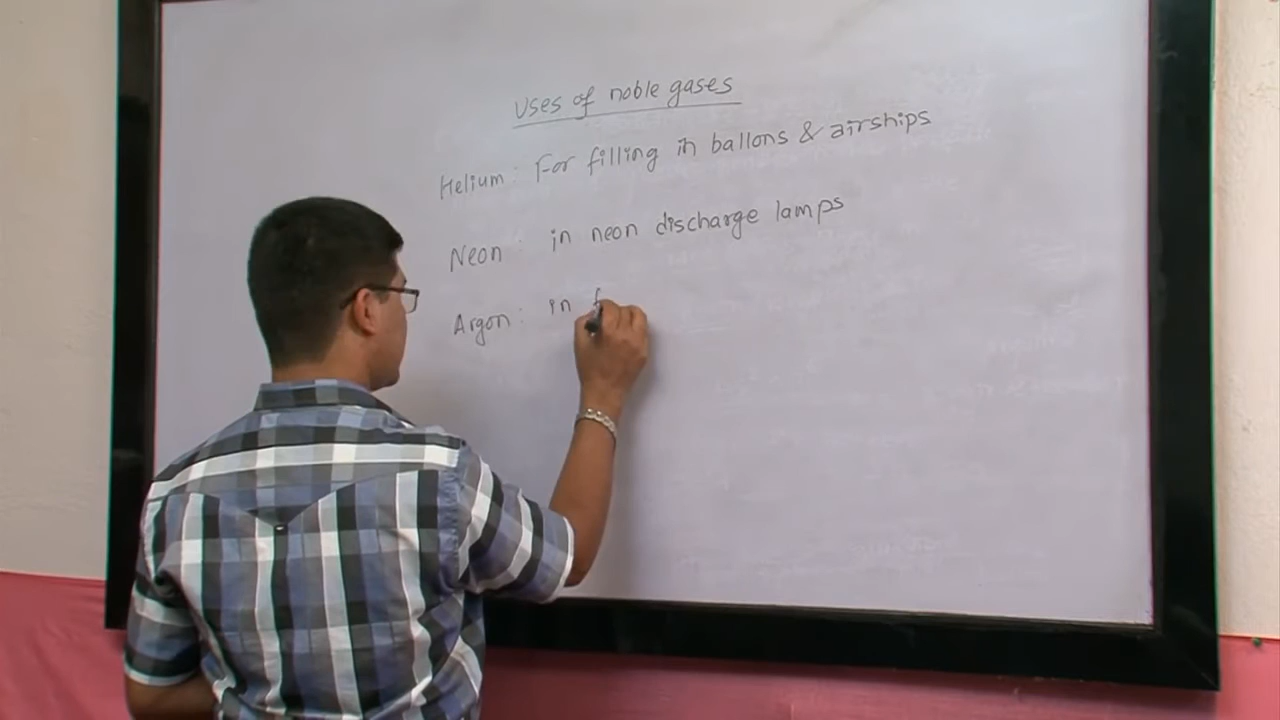 Uses of noble gases
Helium : For filling in ballons & airships
Neon : in neon discharge lamps
Argon : in